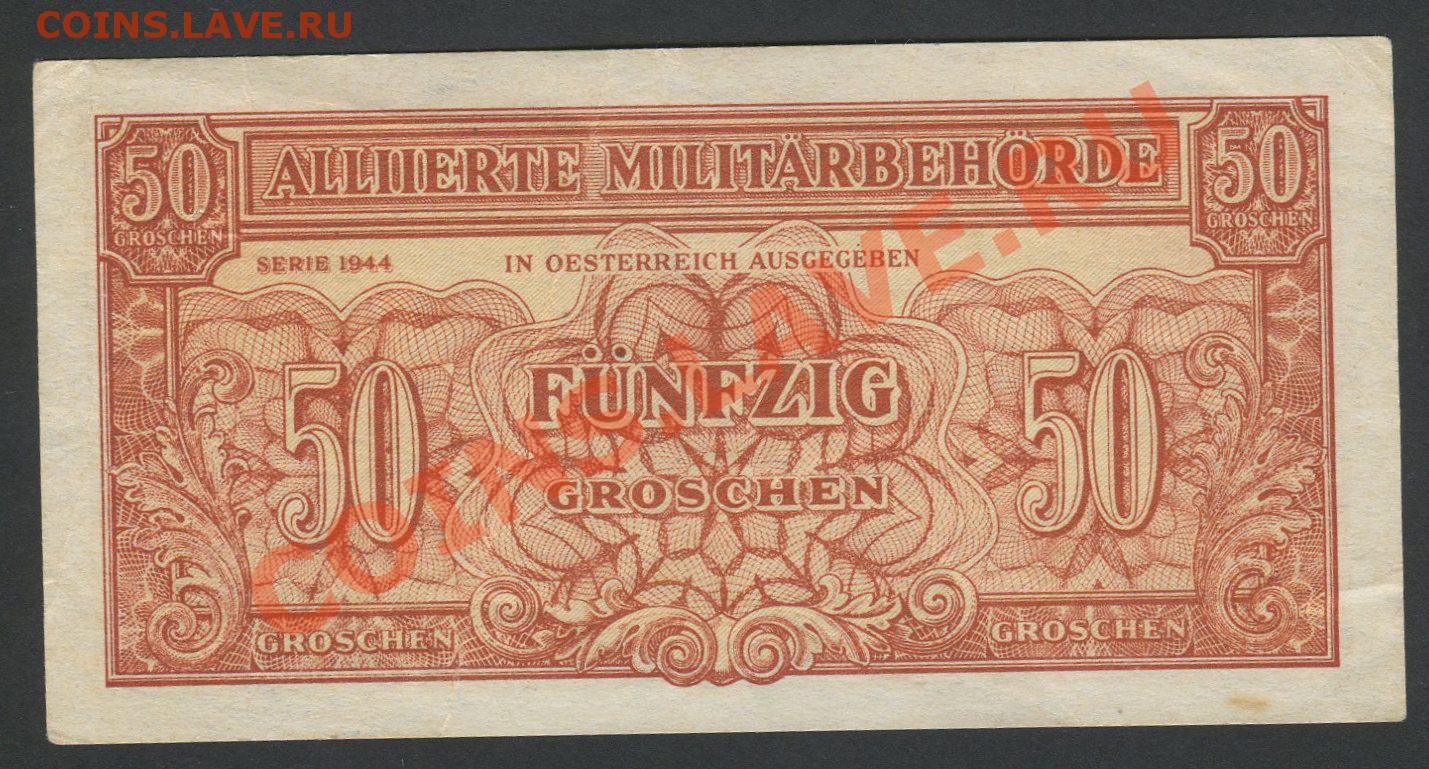 COINS.LAVE.RU
ALLIIERTE MILITÄRBEHÖRDE
50
GROSCHEN
50
GROSCHEN
SERIE 1944
IN OESTERREICH AUSGEGEBEN
50
FÜNFZIG
50
GROSCHEN
GROSCHEN
GROSCHEN
COINS.LAVE.RU